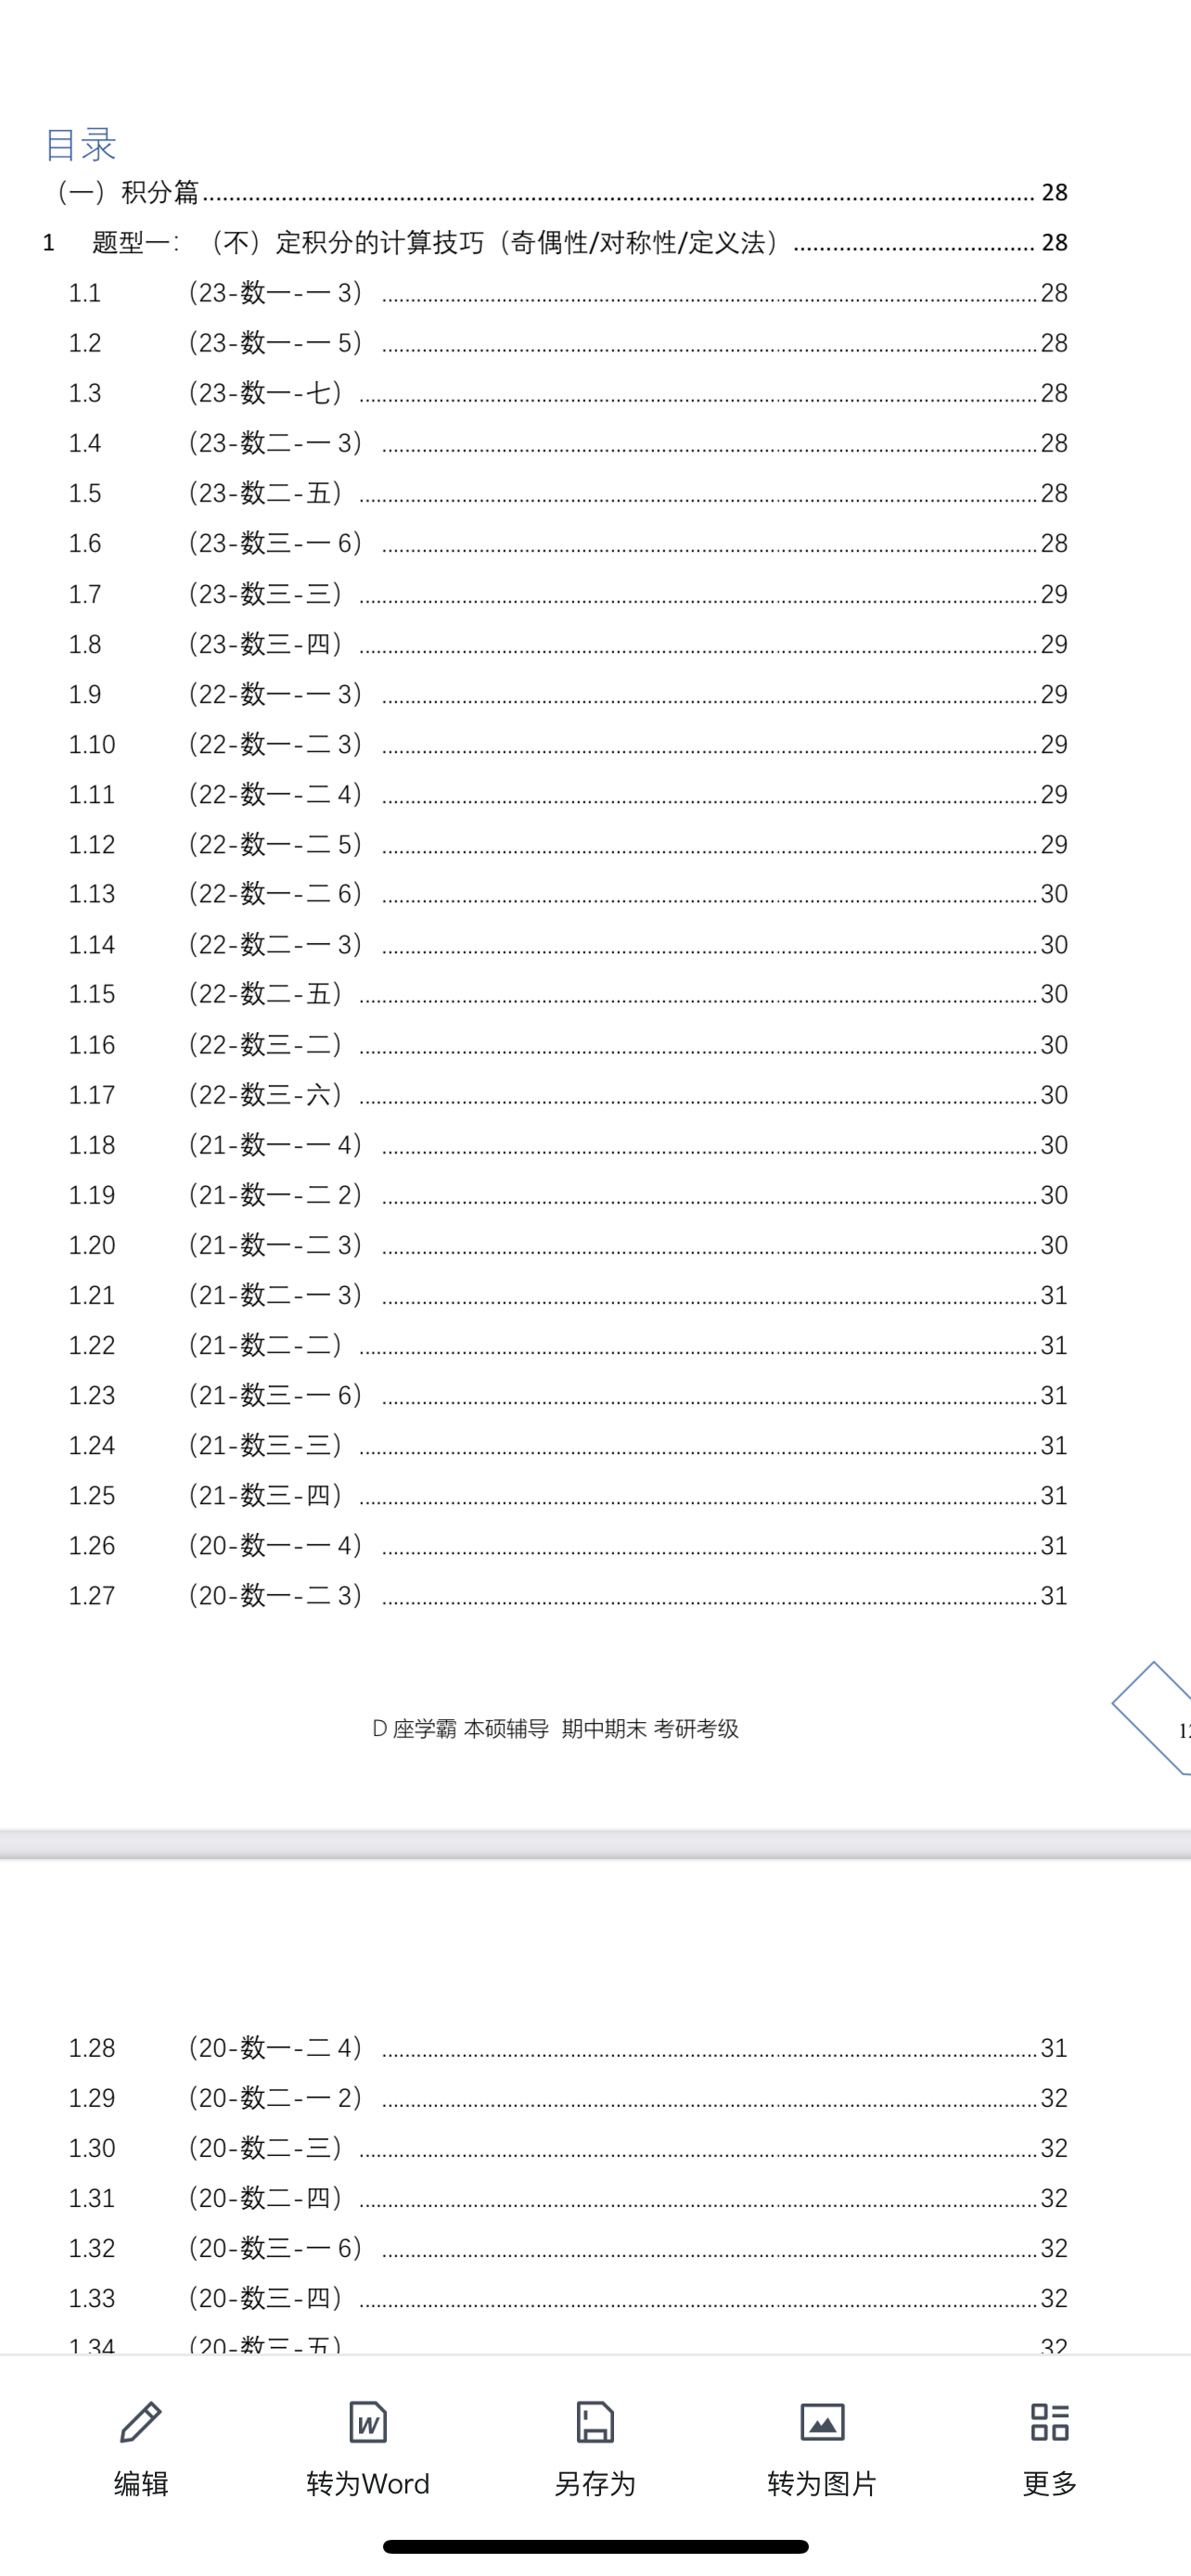 目录
（一）积分篇 28
1 题型一：（不）定积分的计算技巧（奇偶性/对称性/定义法） 28
1.1 （23-数一-一 3） 28
1.2 （23-数一-一 5） 28
1.3 （23-数一-七） 28
1.4 （23-数二-一 3） 28
1.5 （23-数二-五） 28
1.6 （23-数三-一 6） 28
1.7 （23-数三-三） 29
1.8 （23-数三-四） 29
1.9 （22-数一-一 3） 29
1.10 （22-数一-二 3） 29
1.11 （22-数一-二 4） 29
1.12 （22-数一-二 5） 29
1.13 （22-数一-二 6） 30
1.14 （22-数二-一 3） 30
1.15 （22-数二-五） 30
1.16 （22-数三-二） 30
1.17 （22-数三-六） 30
1.18 （21-数一-一 4） 30
1.19 （21-数一-二 2） 30
1.20 （21-数一-二 3） 30
1.21 （21-数二-一 3） 31
1.22 （21-数二-二） 31
1.23 （21-数三-一 6） 31
1.24 （21-数三-三） 31
1.25 （21-数三-四） 31
1.26 （20-数一-一 4） 31
1.27 （20-数一-二 3） 31
D 座学霸 本硕辅导 期中期末 考研考级
1.28 （20-数一-二 4） 31
1.29 （20-数二-一 2） 32
1.30 （20-数二-三） 32
1.31 （20-数二-四） 32
1.32 （20-数三-一 6） 32
1.33 （20-数三-四） 32
1.34 （20-数三-五） 32
编辑 转为Word 另存为 转为图片 更多